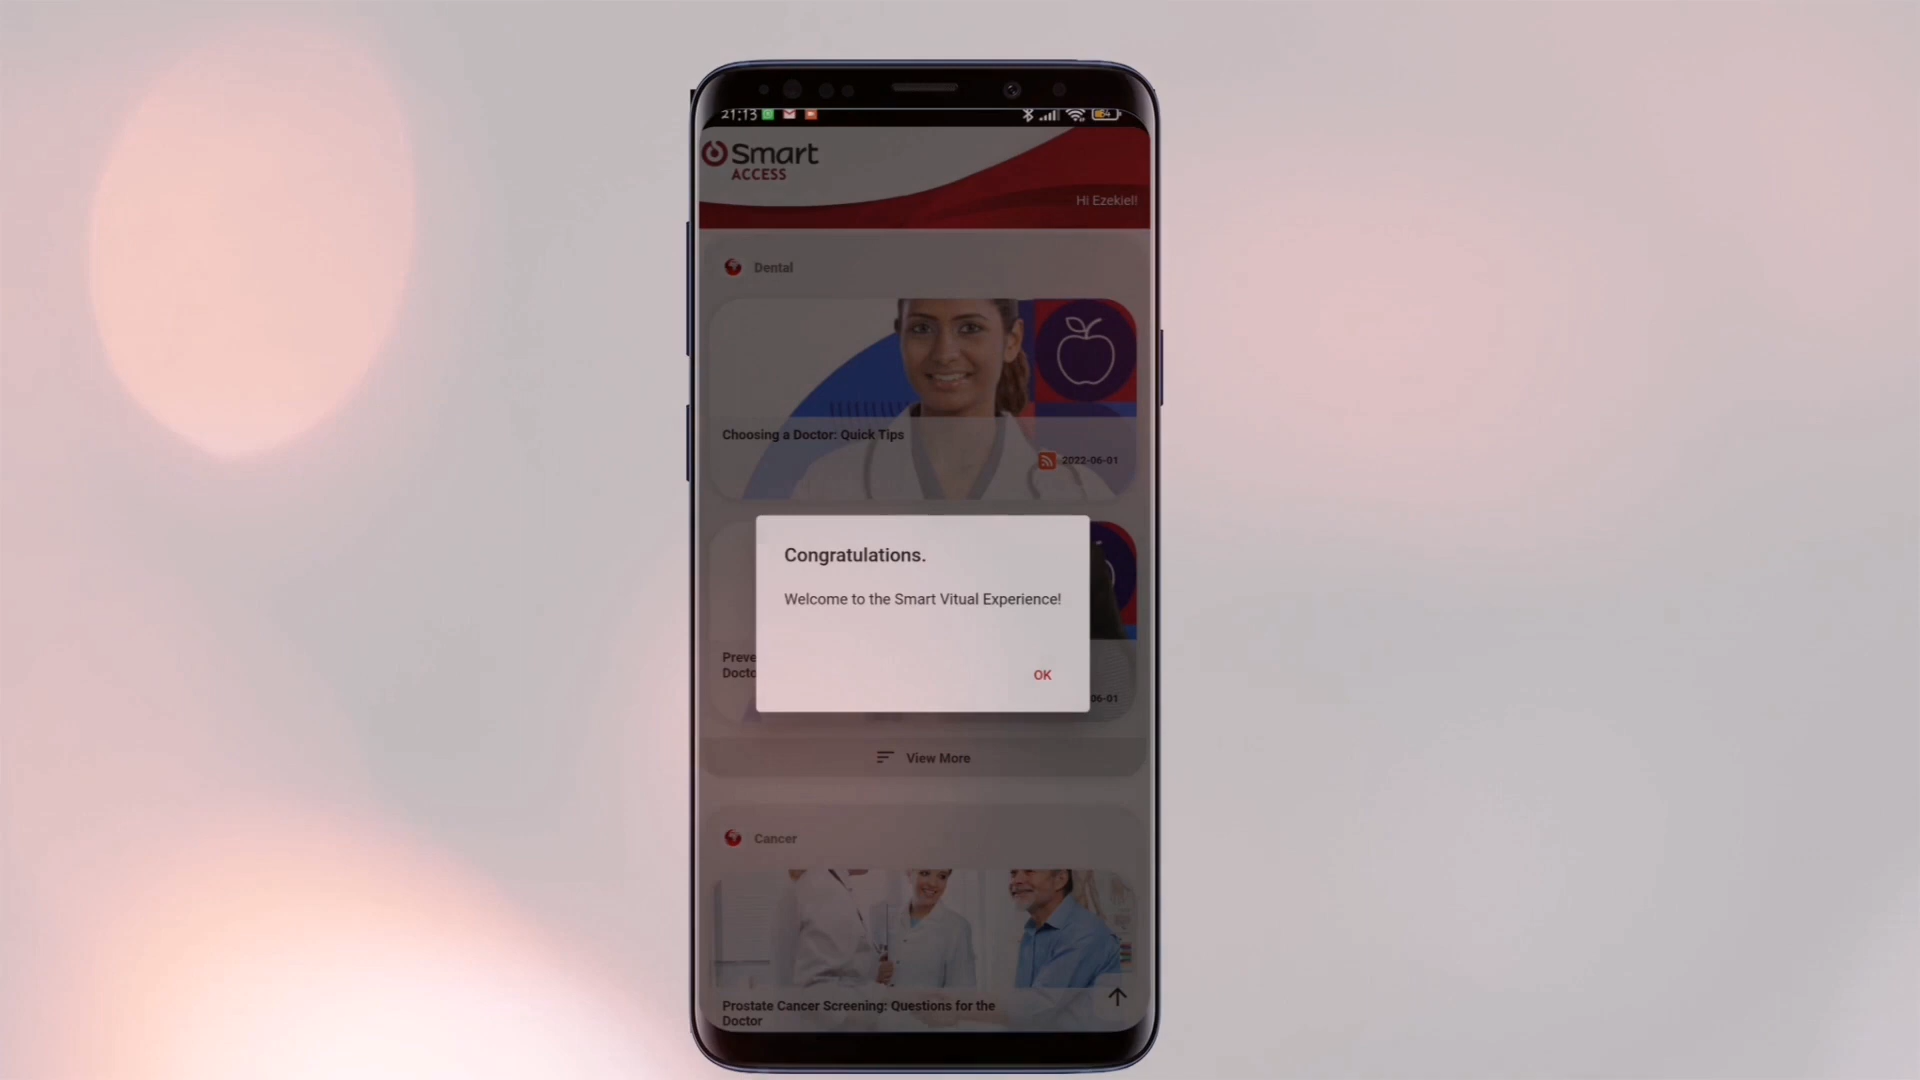 21:13
Smart
ACCESS
Hi Ezekiel!
Dental
Choosing a Doctor: Quick Tips
2022-06-01
Congratulations.
Welcome to the Smart Vitual Experience!
Preve
Docto
OK
06-01
View More
Cancer
Prostate Cancer Screening: Questions for the
Doctor